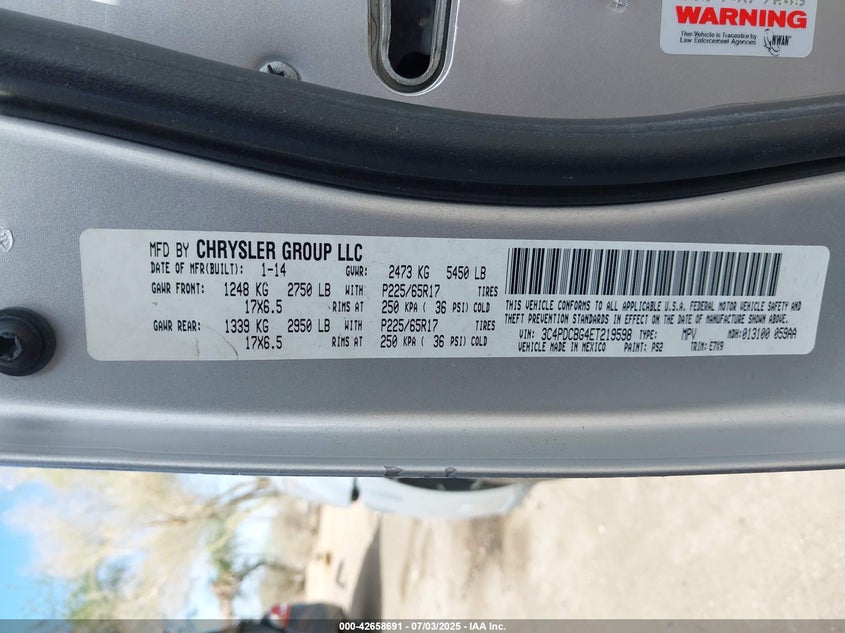 WARNING
This Vehicle is Traceable by
Law Enforcement Agencies
NWAN
MFD BY CHRYSLER GROUP LLC
DATE OF MFR(BUILT): 1-14 GVWR: 2473 KG 5450 LB
GAWR FRONT: 1248 KG 2750 LB WITH P225/65R17 TIRES
17X6.5 RIMS AT 250 KPA ( 36 PSI) COLD
GAWR REAR: 1339 KG 2950 LB WITH P225/65R17 TIRES
17X6.5 RIMS AT 250 KPA ( 36 PSI) COLD
THIS VEHICLE CONFORMS TO ALL APPLICABLE U.S.A. FEDERAL MOTOR VEHICLE SAFETY AND
THEFT PREVENTION STANDARDS IN EFFECT ON THE DATE OF MANUFACTURE SHOWN ABOVE.
VIN: 3C4PDCBG4ET219598 TYPE: MPV MDH: 013100 059AA
VEHICLE MADE IN MEXICO PAINT: PS2 TRIM: E7X9
000-42658691 - 07/03/2025 - IAA Inc.